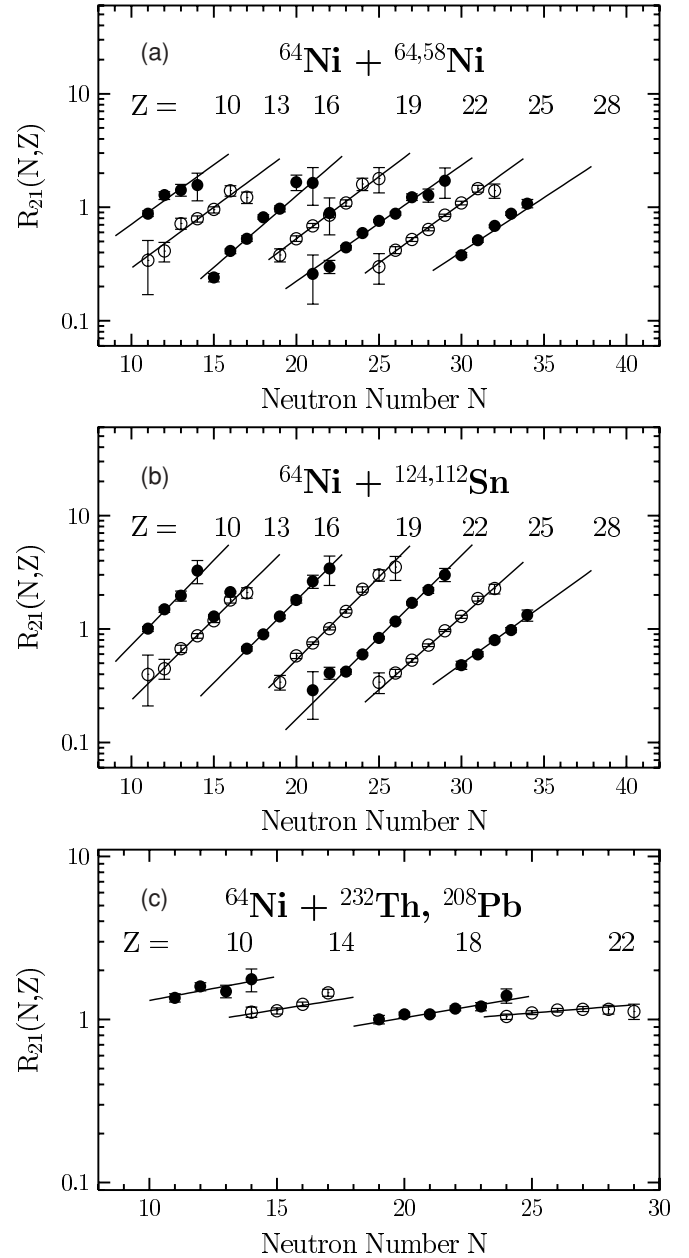 (a) ⁶⁴Ni + ⁶⁴,⁵⁸Ni
Z = 10 13 16 19 22 25 28
R₂₁(N,Z)
10
1
0.1
10 15 20 25 30 35 40
Neutron Number N
(b) ⁶⁴Ni + ¹²⁴,¹¹²Sn
Z = 10 13 16 19 22 25 28
R₂₁(N,Z)
10
1
0.1
10 15 20 25 30 35 40
Neutron Number N
(c) ⁶⁴Ni + ²³²Th, ²⁰⁸Pb
Z = 10 14 18 22
R₂₁(N,Z)
10
1
0.1
10 15 20 25 30
Neutron Number N